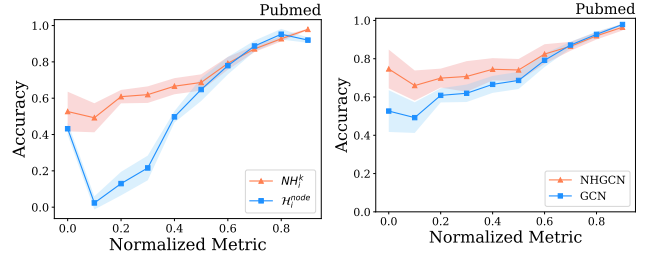 Pubmed
1.0
0.8
0.6
0.4
0.2
0.0
Accuracy
NH_i^k
H_i^{node}
0.0 0.2 0.4 0.6 0.8
Normalized Metric
Pubmed
1.0
0.8
0.6
0.4
0.2
0.0
Accuracy
NHGCN
GCN
0.0 0.2 0.4 0.6 0.8
Normalized Metric